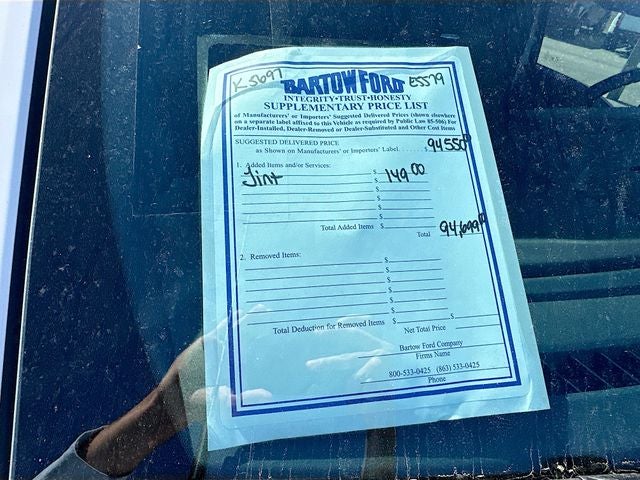 K5697 BARTOW FORD E5579
INTEGRITY•TRUST•HONESTY
SUPPLEMENTARY PRICE LIST
of Manufacturers' or Importers' Suggested Delivered Prices (shown elsewhere
on a separate label affixed to this Vehicle as required by Public Law 85-506) For
Dealer-Installed, Dealer-Removed or Dealer-Substituted and Other Cost Items
SUGGESTED DELIVERED PRICE
as Shown on Manufacturers' or Importers' Label. . . . . . $ 94550
1. Added Items and/or Services:
Tint $ 149.00
$
$
$
$
Total Added Items $
Total 94,699
2. Removed Items:
$
$
$
$
$
Total Deduction for Removed Items $
Net Total Price $
Bartow Ford Company
Firms Name
800-533-0425 (863) 533-0425
Phone